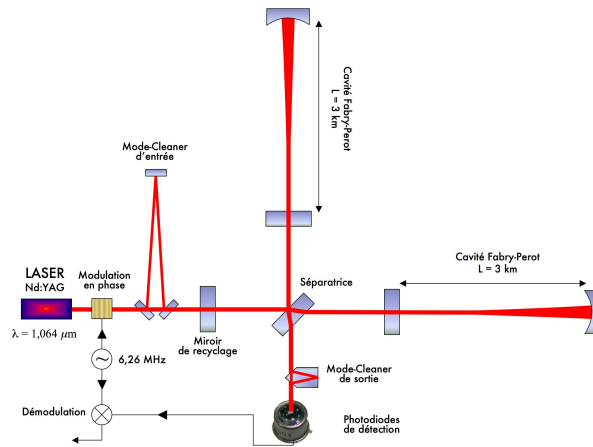 Cavité Fabry-Perot
L = 3 km
Mode-Cleaner
d'entrée
Cavité Fabry-Perot
L = 3 km
LASER
Nd:YAG
Modulation
en phase
Séparatrice
λ = 1,064 µm
Miroir
de recyclage
6,26 MHz
Mode-Cleaner
de sortie
Démodulation
Photodiodes
de détection